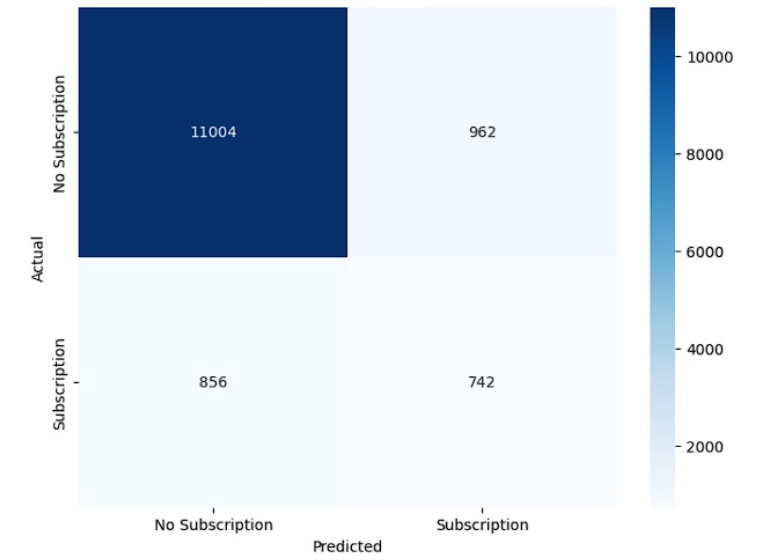 No Subscription
11004
962
Actual
Subscription
856
742
No Subscription
Subscription
Predicted
10000
8000
6000
4000
2000